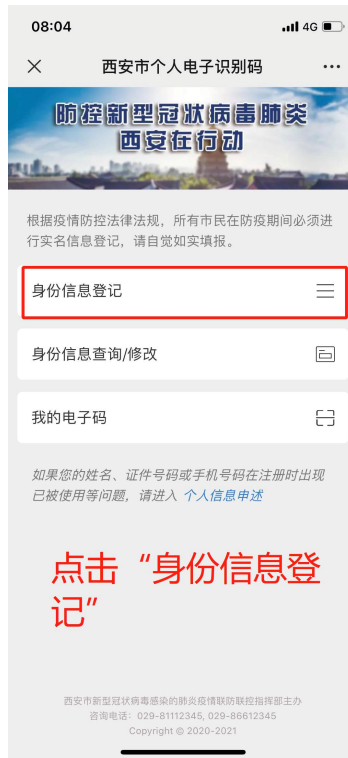 08:04
4G
西安市个人电子识别码
防控新型冠状病毒肺炎
西安在行动
根据疫情防控法律法规，所有市民在防疫期间必须进
行实名信息登记，请自觉如实填报。
身份信息登记
身份信息查询/修改
我的电子码
如果您的姓名、证件号码或手机号码在注册时出现
已被使用等问题，请进入 个人信息申述
点击“身份信息登
记”
西安市新型冠状病毒感染的肺炎疫情联防联控指挥部主办
咨询电话：029-81112345, 029-86612345
Copyright © 2020-2021